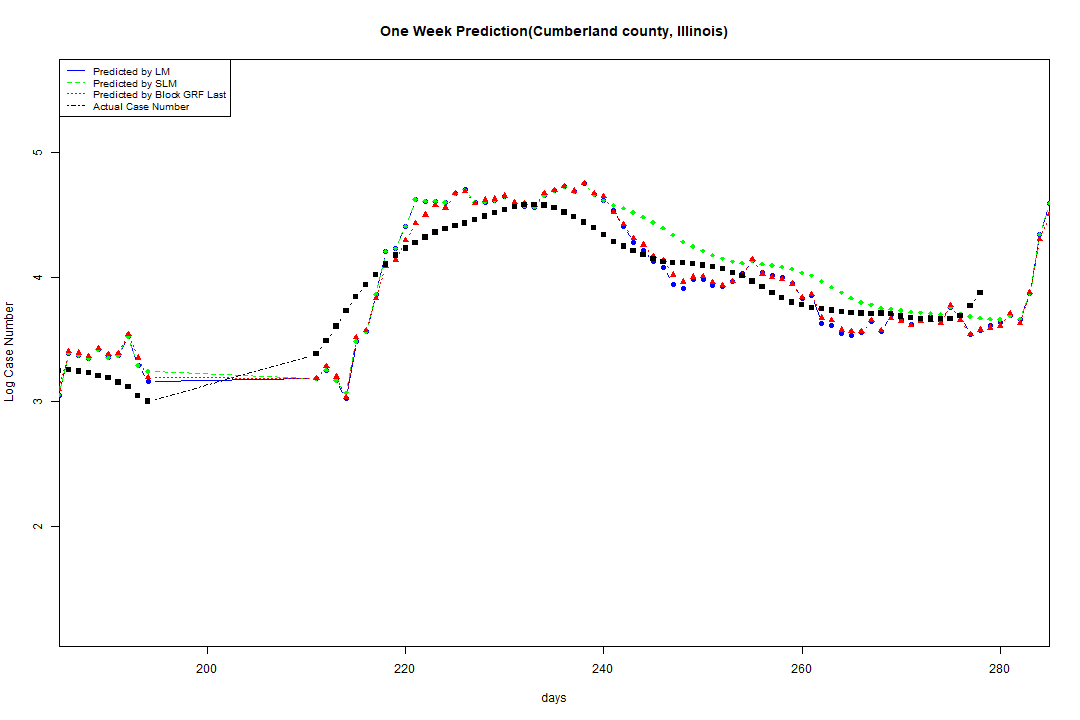 One Week Prediction(Cumberland county, Illinois)
Predicted by LM
Predicted by SLM
Predicted by Block GRF Last
Actual Case Number
Log Case Number
5
4
3
2
200 220 240 260 280
days